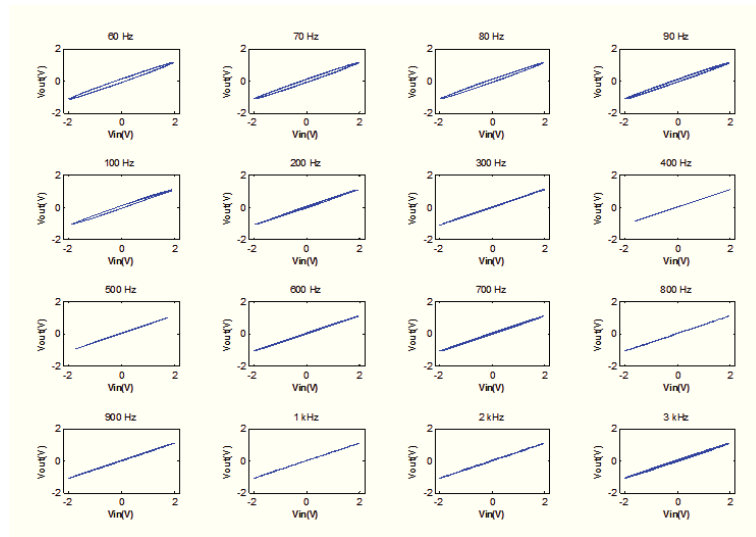 60 Hz
70 Hz
80 Hz
90 Hz
Vout(V)
2
0
-2
-2
0
2
Vin(V)
Vout(V)
2
0
-2
-2
0
2
Vin(V)
Vout(V)
2
0
-2
-2
0
2
Vin(V)
Vout(V)
2
0
-2
-2
0
2
Vin(V)
100 Hz
200 Hz
300 Hz
400 Hz
Vout(V)
2
0
-2
-2
0
2
Vin(V)
Vout(V)
2
0
-2
-2
0
2
Vin(V)
Vout(V)
2
0
-2
-2
0
2
Vin(V)
Vout(V)
2
0
-2
-2
0
2
Vin(V)
500 Hz
600 Hz
700 Hz
800 Hz
Vout(V)
2
0
-2
-2
0
2
Vin(V)
Vout(V)
2
0
-2
-2
0
2
Vin(V)
Vout(V)
2
0
-2
-2
0
2
Vin(V)
Vout(V)
2
0
-2
-2
0
2
Vin(V)
900 Hz
1 kHz
2 kHz
3 kHz
Vout(V)
2
0
-2
-2
0
2
Vin(V)
Vout(V)
2
0
-2
-2
0
2
Vin(V)
Vout(V)
2
0
-2
-2
0
2
Vin(V)
Vout(V)
2
0
-2
-2
0
2
Vin(V)